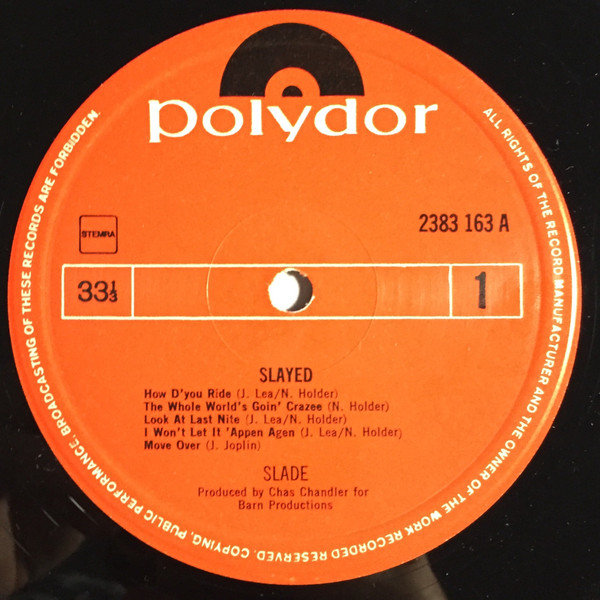 polydor
STEMRA
2383 163 A
33⅓
1
SLAYED
How D'you Ride (J. Lea/N. Holder)
The Whole World's Goin' Crazee (N. Holder)
Look At Last Nite (J. Lea/N. Holder)
I Won't Let It 'Appen Agen (J. Lea/N. Holder)
Move Over (J. Joplin)
SLADE
Produced by Chas Chandler for
Barn Productions
ALL RIGHTS OF THE RECORD MANUFACTURER AND THE OWNER OF THE WORK RECORDED RESERVED. COPYING, PUBLIC PERFORMANCE, BROADCASTING OF THESE RECORDS ARE FORBIDDEN.